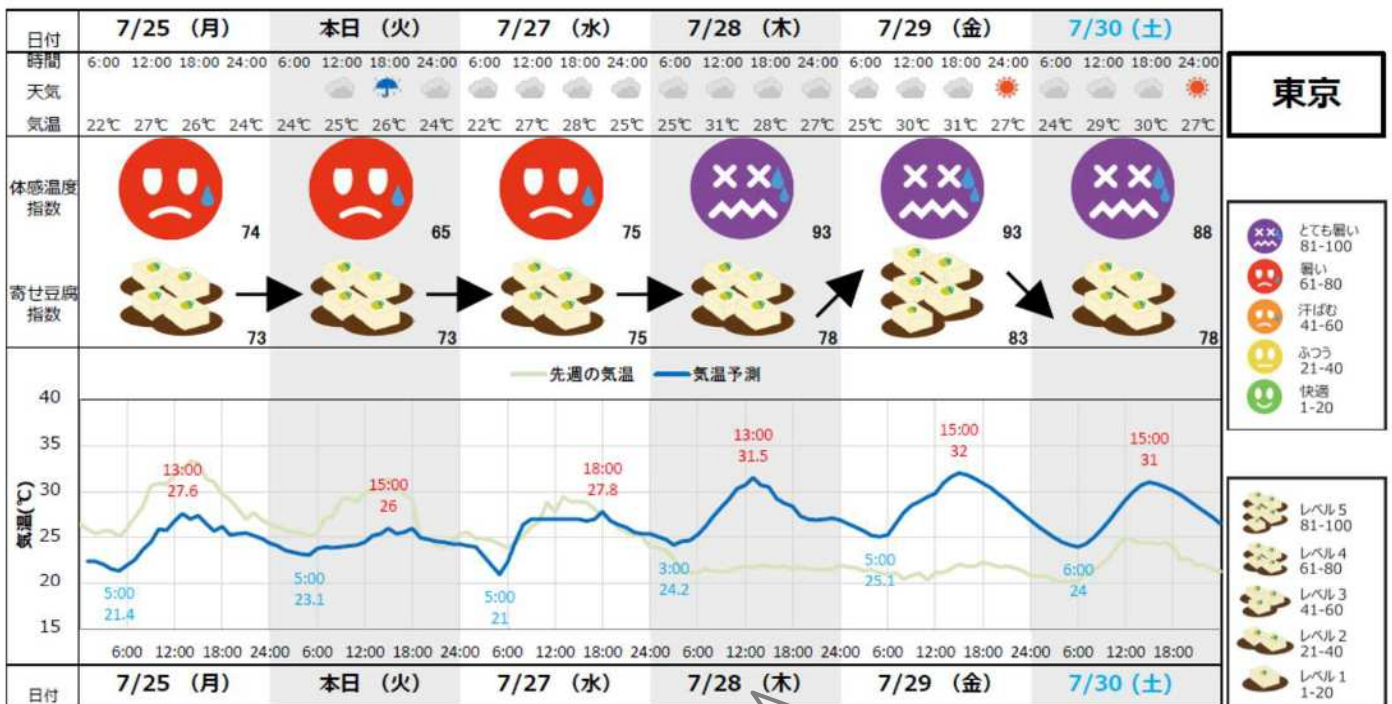 日付 7/25 (月) 本日 (火) 7/27 (水) 7/28 (木) 7/29 (金) 7/30 (土)
時間 6:00 12:00 18:00 24:00 6:00 12:00 18:00 24:00 6:00 12:00 18:00 24:00 6:00 12:00 18:00 24:00 6:00 12:00 18:00 24:00 6:00 12:00 18:00 24:00
天気
気温 22℃ 27℃ 26℃ 24℃ 24℃ 25℃ 26℃ 24℃ 22℃ 27℃ 28℃ 25℃ 25℃ 31℃ 28℃ 27℃ 25℃ 30℃ 31℃ 27℃ 24℃ 29℃ 30℃ 27℃
体感温度
指数
74 65 75 93 93 88
寄せ豆腐
指数
73 73 75 78 83 78
先週の気温 気温予測
気温(℃)
40
35
30
25
20
15
13:00
27.6
15:00
26
18:00
27.8
13:00
31.5
15:00
32
15:00
31
5:00
21.4
5:00
23.1
5:00
21
3:00
24.2
5:00
25.1
6:00
24
6:00 12:00 18:00 24:00 6:00 12:00 18:00 24:00 6:00 12:00 18:00 24:00 6:00 12:00 18:00 24:00 6:00 12:00 18:00 24:00 6:00 12:00 18:00
日付 7/25 (月) 本日 (火) 7/27 (水) 7/28 (木) 7/29 (金) 7/30 (土)
東京
とても暑い
81-100
暑い
61-80
汗ばむ
41-60
ふつう
21-40
快適
1-20
レベル5
81-100
レベル4
61-80
レベル3
41-60
レベル2
21-40
レベル1
1-20